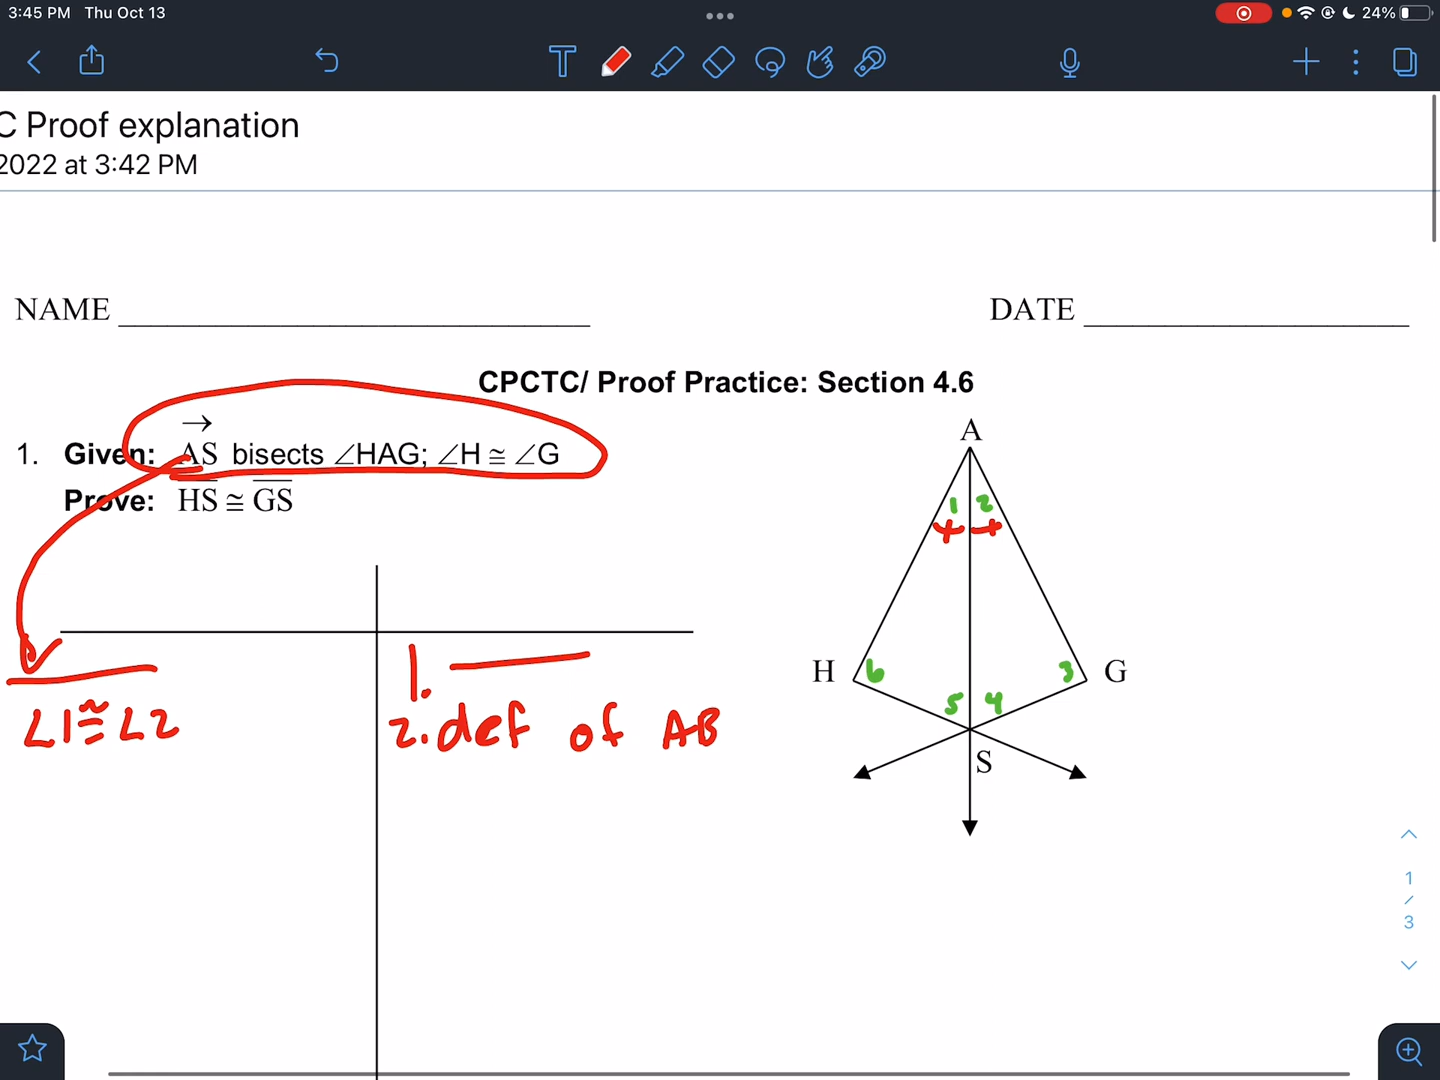 3:45 PM Thu Oct 13
24%
C Proof explanation
2022 at 3:42 PM
NAME
DATE
CPCTC/ Proof Practice: Section 4.6
1. Given: AS bisects ∠HAG; ∠H ≅ ∠G
Prove: HS ≅ GS
A
1 2
H 6 3 G
5 4
S
1.
∠1 ≅ ∠2
2. def of AB
1
/
3